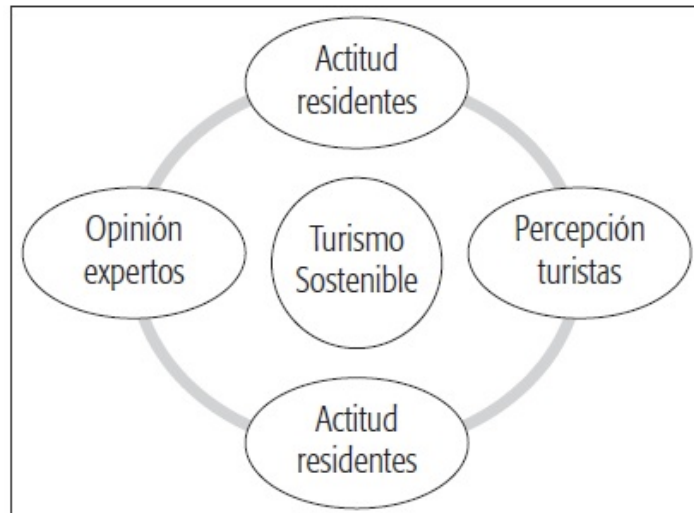 Actitud
residentes
Opinión
expertos
Turismo
Sostenible
Percepción
turistas
Actitud
residentes